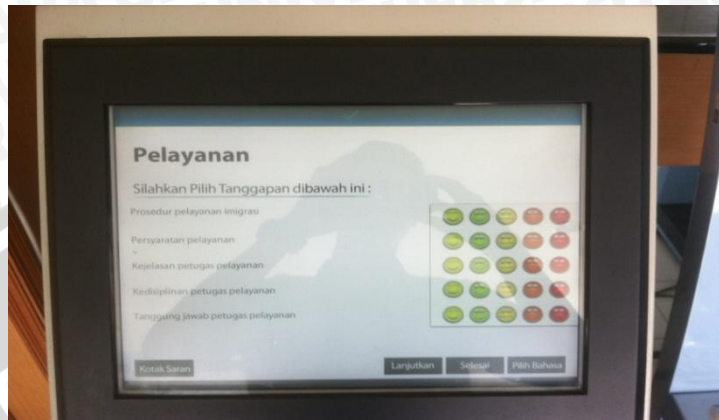 Pelayanan
Silahkan Pilih Tanggapan dibawah ini :
Prosedur pelayanan imigrasi
Persyaratan pelayanan
Kejelasan petugas pelayanan
Kedisiplinan petugas pelayanan
Tanggung jawab petugas pelayanan
Kotak Saran Lanjutkan Selesai Pilih Bahasa